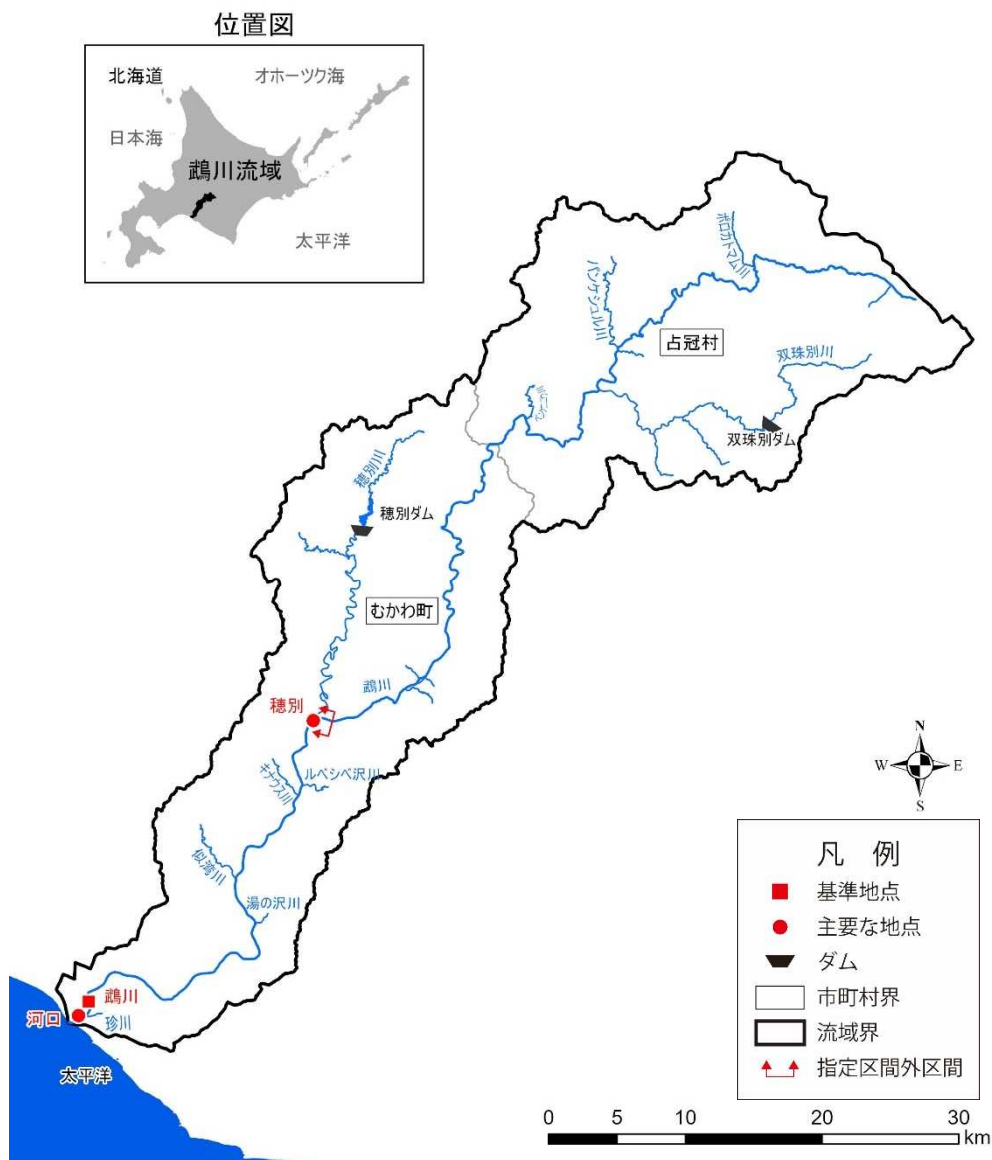 位置図
北海道
オホーツク海
日本海
鵡川流域
太平洋
ポロカトマム川
パンケシュル川
占冠村
双珠別川
双珠別ダム
穂別川
穂別ダム
むかわ町
鵡川
穂別
ルベシベ沢川
キナウス川
似湾川
湯の沢川
鵡川
河口
珍川
太平洋
N
W
E
S
凡 例
基準地点
主要な地点
ダム
市町村界
流域界
指定区間外区間
0 5 10 20 30
km